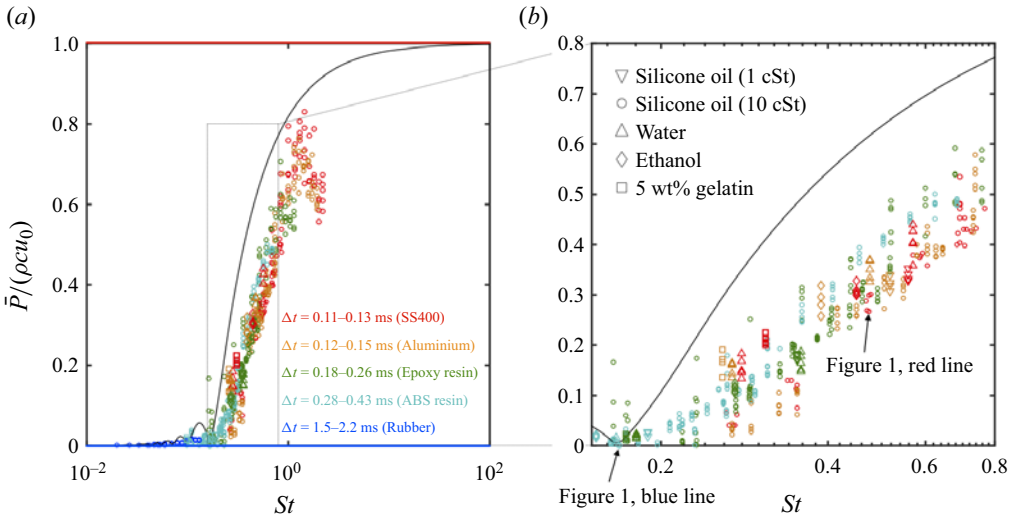 (a)
1.0
0.8
0.6
0.4
0.2
0
P̄/(ρcu₀)
Δt = 0.11–0.13 ms (SS400)
Δt = 0.12–0.15 ms (Aluminium)
Δt = 0.18–0.26 ms (Epoxy resin)
Δt = 0.28–0.43 ms (ABS resin)
Δt = 1.5–2.2 ms (Rubber)
10⁻²
10⁰
10²
St
(b)
0.8
0.7
0.6
0.5
0.4
0.3
0.2
0.1
0
Silicone oil (1 cSt)
Silicone oil (10 cSt)
Water
Ethanol
5 wt% gelatin
Figure 1, red line
0.2
0.4
0.6
0.8
Figure 1, blue line
St